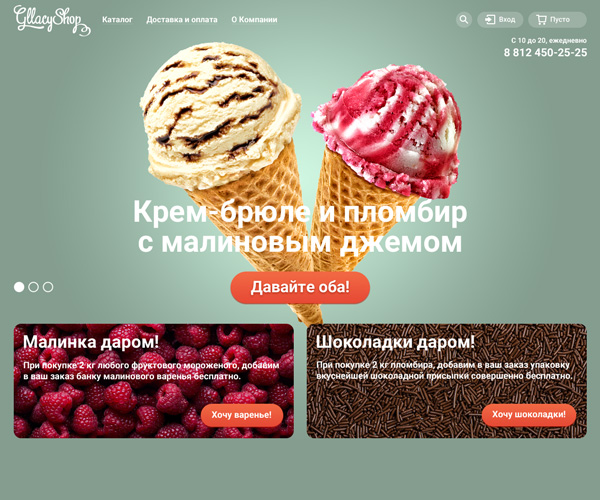 GllacyShop
Каталог
Доставка и оплата
О Компании
Вход
Пусто
С 10 до 20, ежедневно
8 812 450-25-25
Крем-брюле и пломбир
с малиновым джемом
Давайте оба!
Малинка даром!
При покупке 2 кг любого фруктового мороженого, добавим
в ваш заказ банку малинового варенья бесплатно.
Хочу варенье!
Шоколадки даром!
При покупке 2 кг пломбира, добавим в ваш заказ упаковку
вкуснейшей шоколадной присыпки совершенно бесплатно.
Хочу шоколадки!